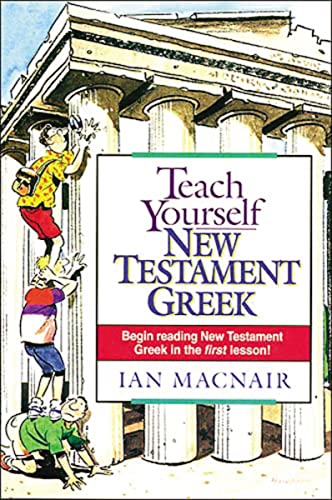 Teach
Yourself
NEW
TESTAMENT
GREEK
Begin reading New Testament
Greek in the first lesson!
IAN MACNAIR